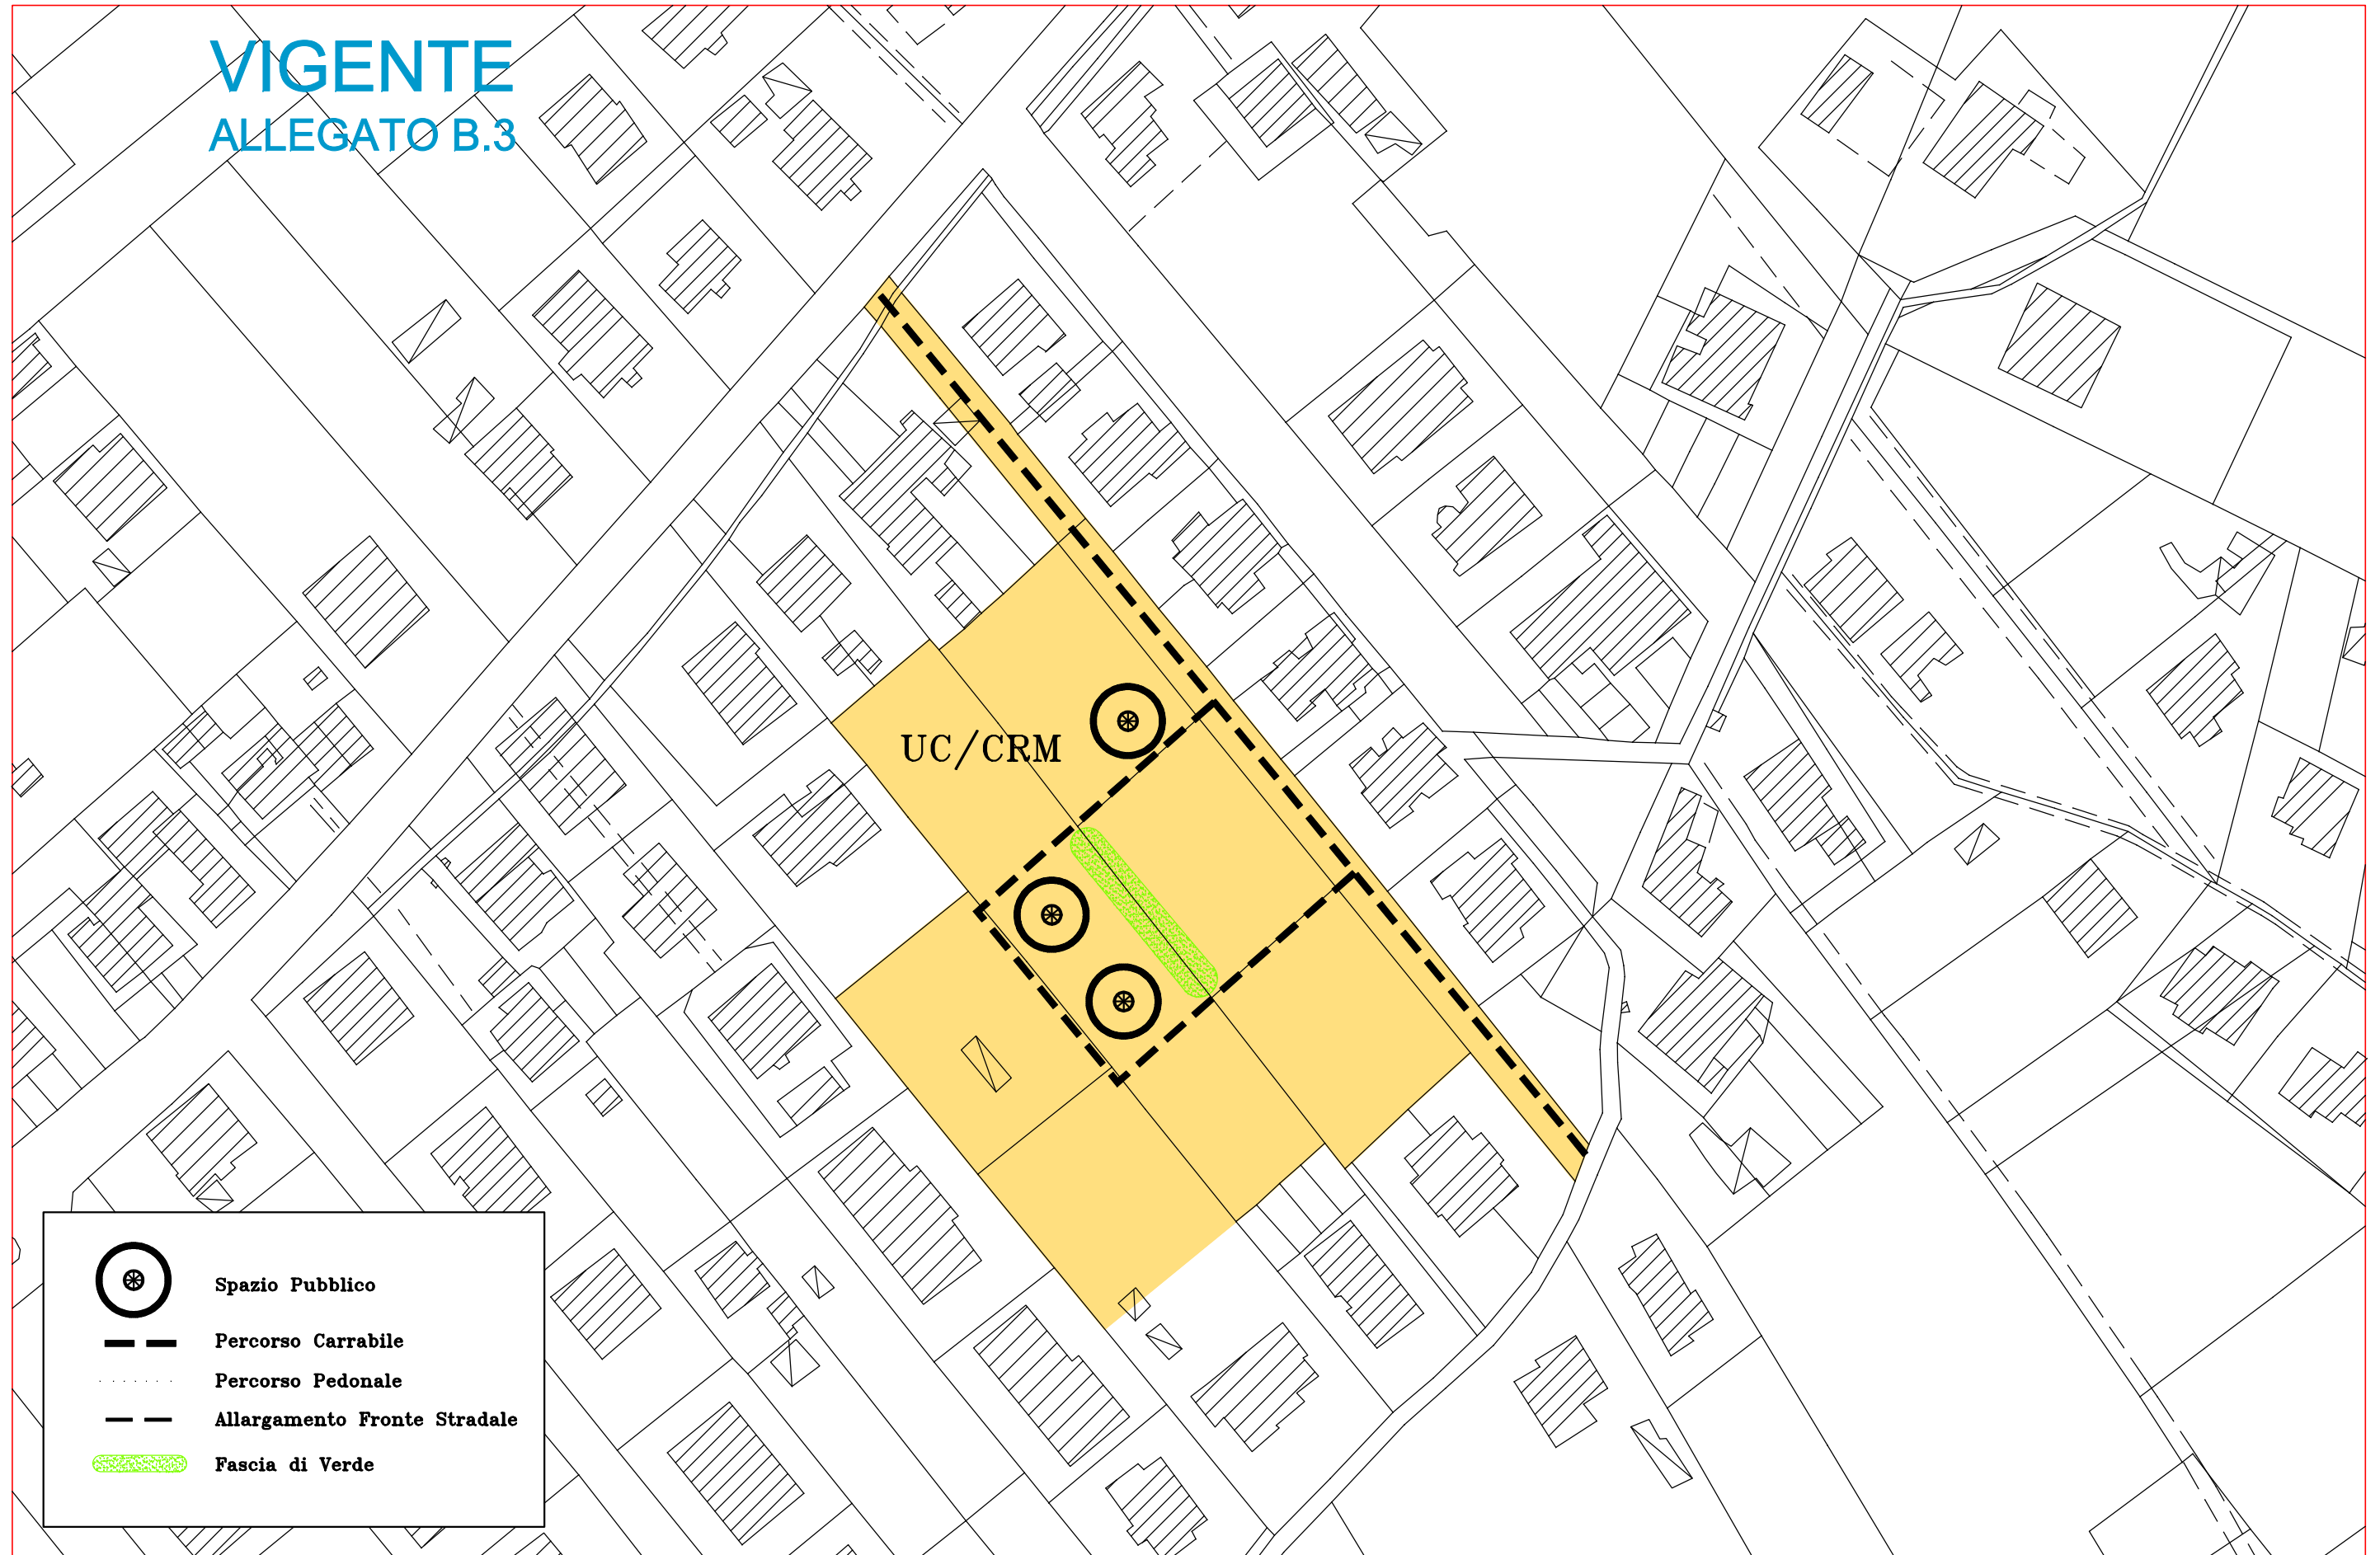 VIGENTE
ALLEGATO B.3
UC/CRM
Spazio Pubblico
Percorso Carrabile
Percorso Pedonale
Allargamento Fronte Stradale
Fascia di Verde